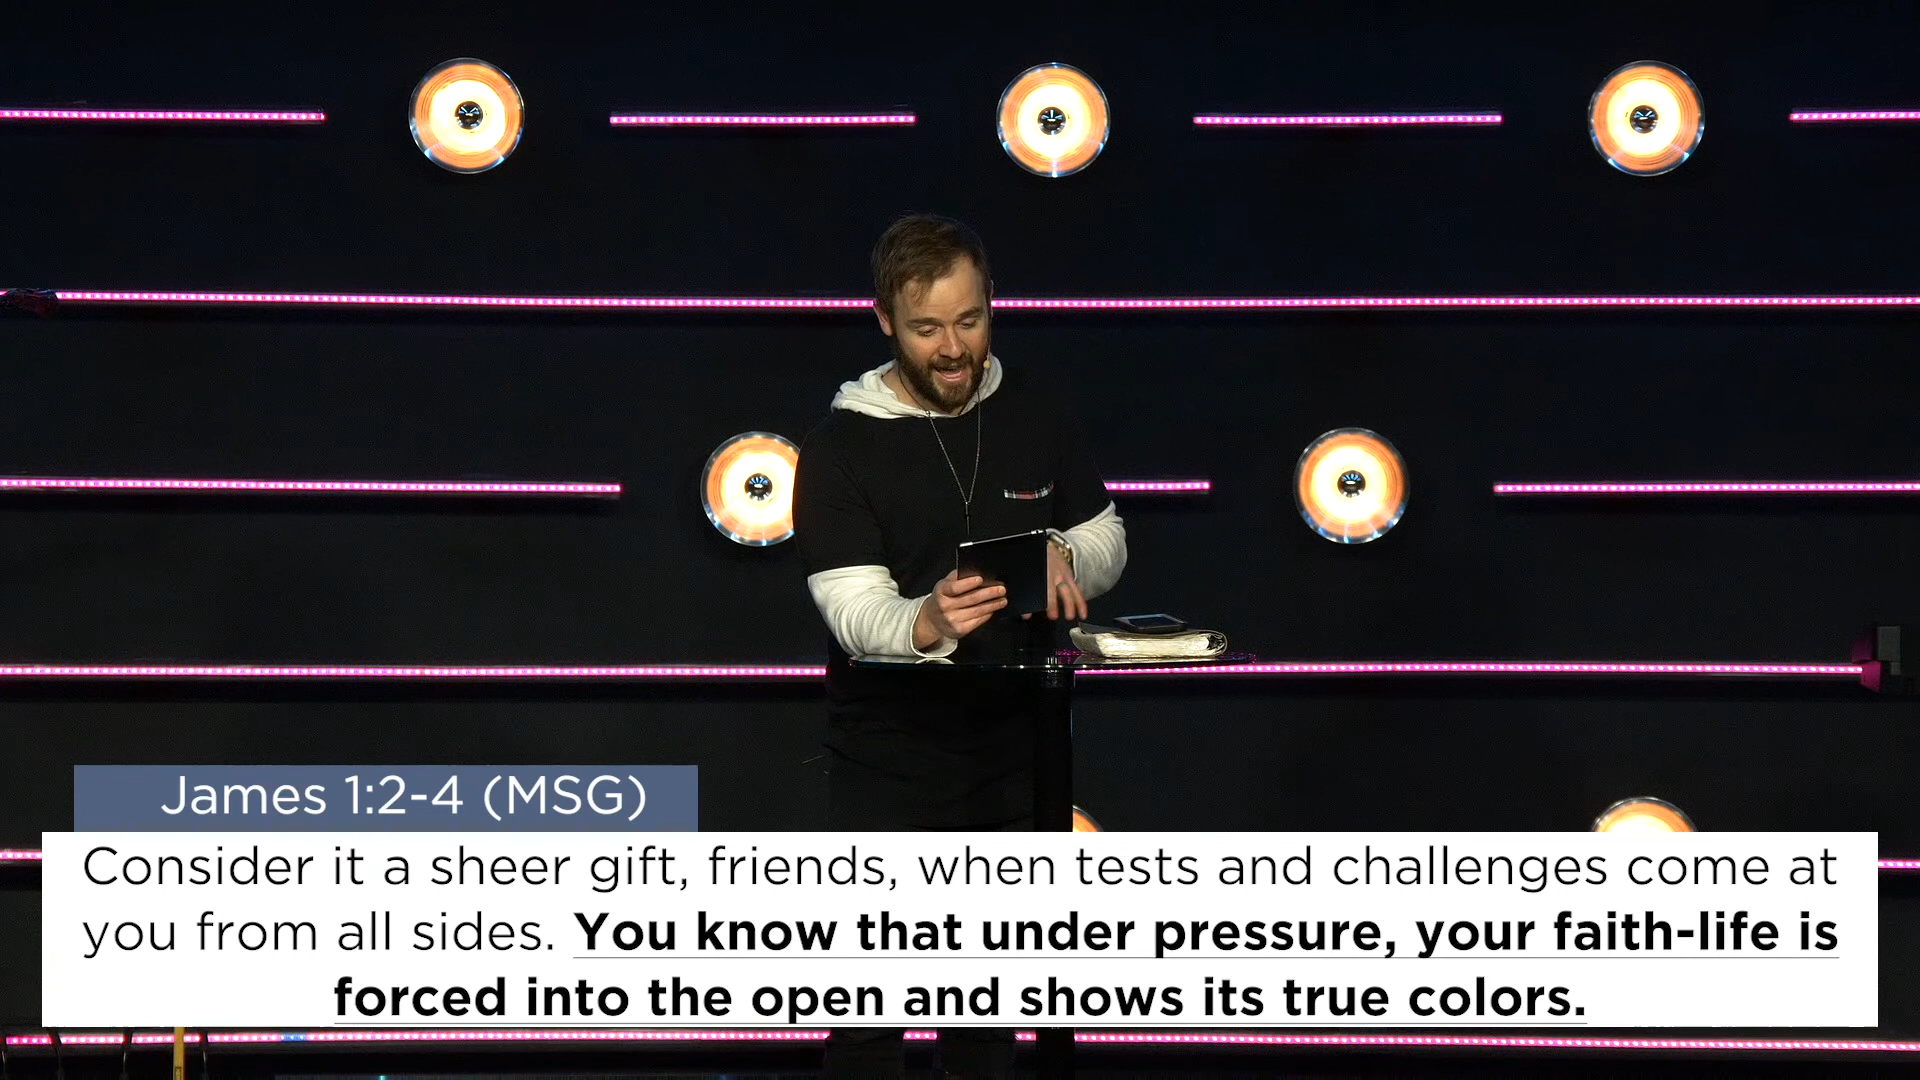 James 1:2-4 (MSG)
Consider it a sheer gift, friends, when tests and challenges come at
you from all sides. You know that under pressure, your faith-life is
forced into the open and shows its true colors.